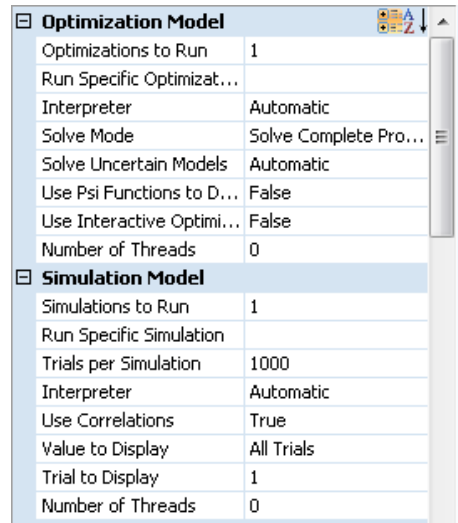 Optimization Model
Optimizations to Run 1
Run Specific Optimizat...
Interpreter Automatic
Solve Mode Solve Complete Pro...
Solve Uncertain Models Automatic
Use Psi Functions to D... False
Use Interactive Optimi... False
Number of Threads 0
Simulation Model
Simulations to Run 1
Run Specific Simulation
Trials per Simulation 1000
Interpreter Automatic
Use Correlations True
Value to Display All Trials
Trial to Display 1
Number of Threads 0